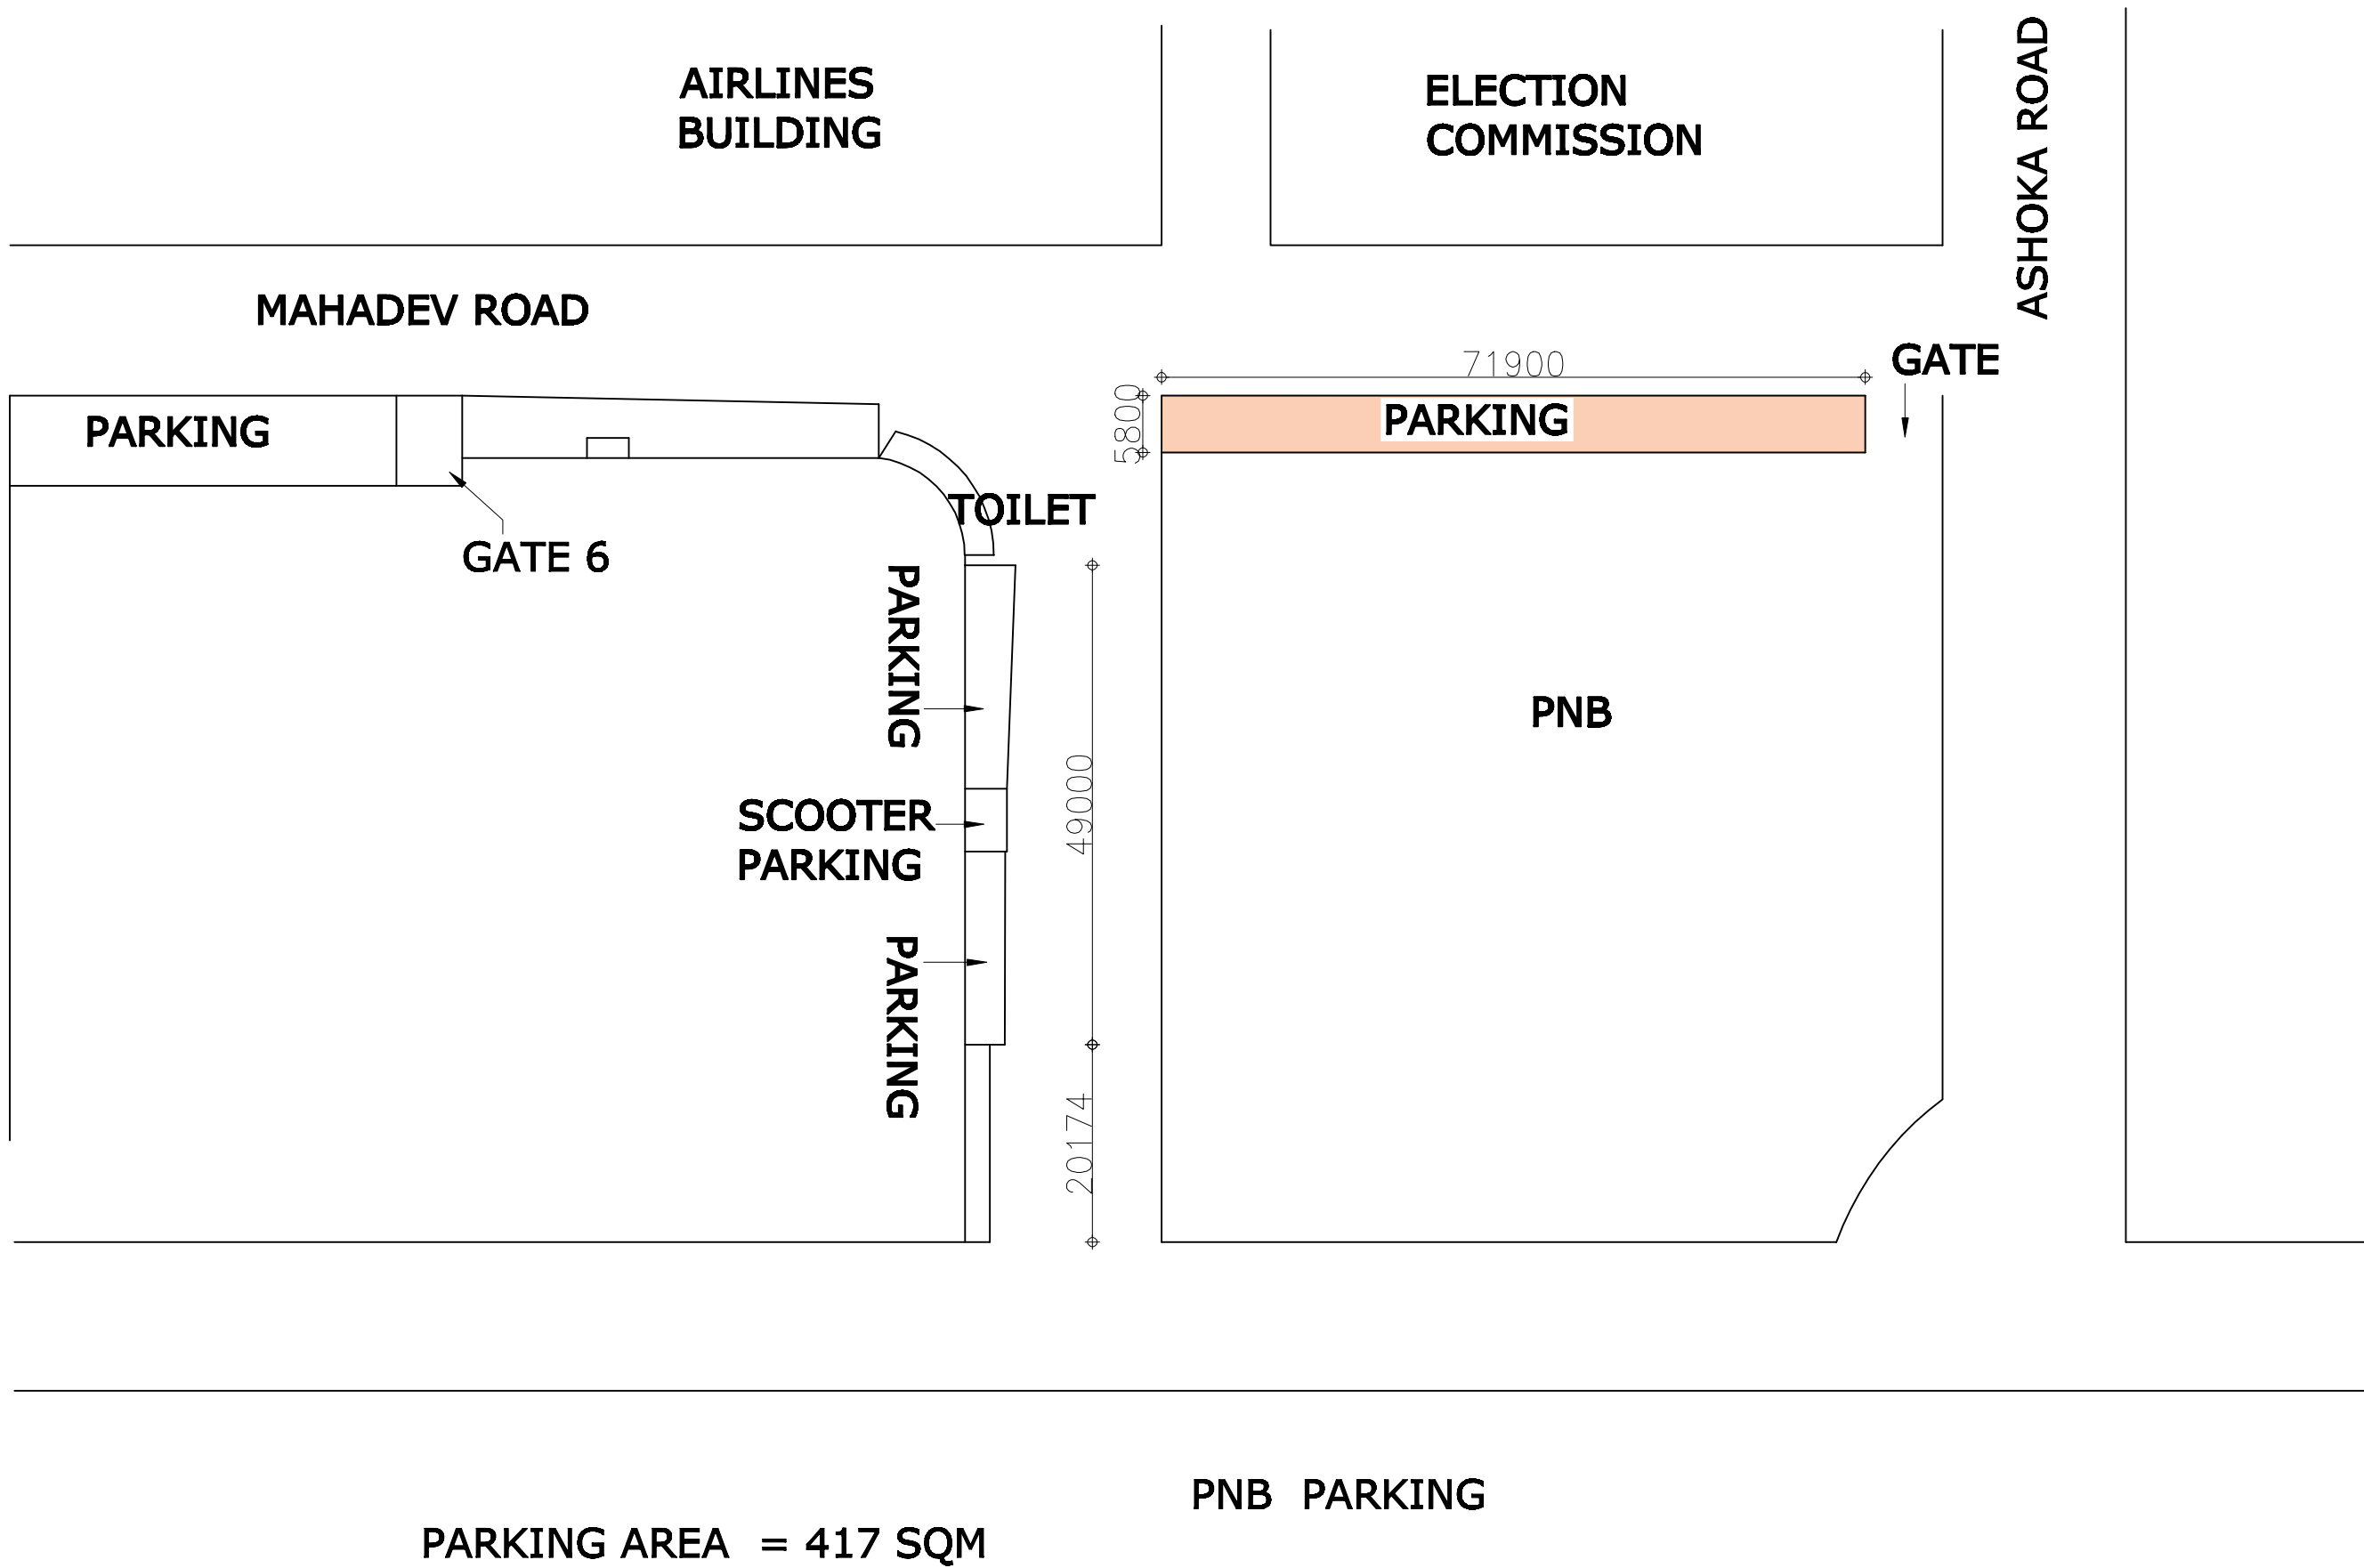 AIRLINES
BUILDING
ELECTION
COMMISSION
ASHOKA ROAD
MAHADEV ROAD
71900
GATE
5800
PARKING
PARKING
TOILET
GATE 6
PARKING
PNB
49000
SCOOTER
PARKING
PARKING
20174
PNB PARKING
PARKING AREA = 417 SQM